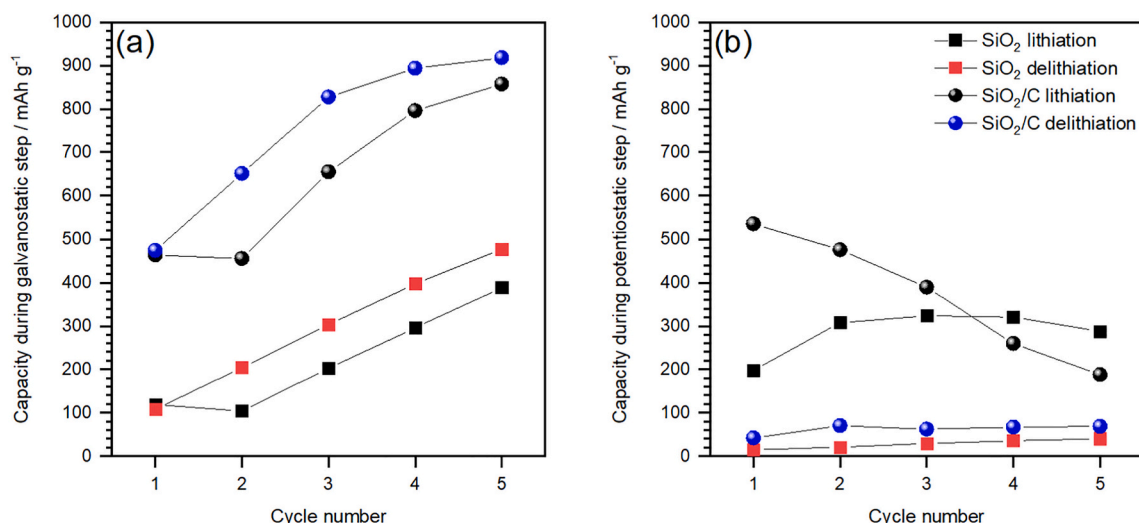 (a)
Capacity during galvanostatic step / mAh g⁻¹
1000
900
800
700
600
500
400
300
200
100
0
1 2 3 4 5
Cycle number
(b)
SiO₂ lithiation
SiO₂ delithiation
SiO₂/C lithiation
SiO₂/C delithiation
Capacity during potentiostatic step / mAh g⁻¹
1000
900
800
700
600
500
400
300
200
100
0
1 2 3 4 5
Cycle number